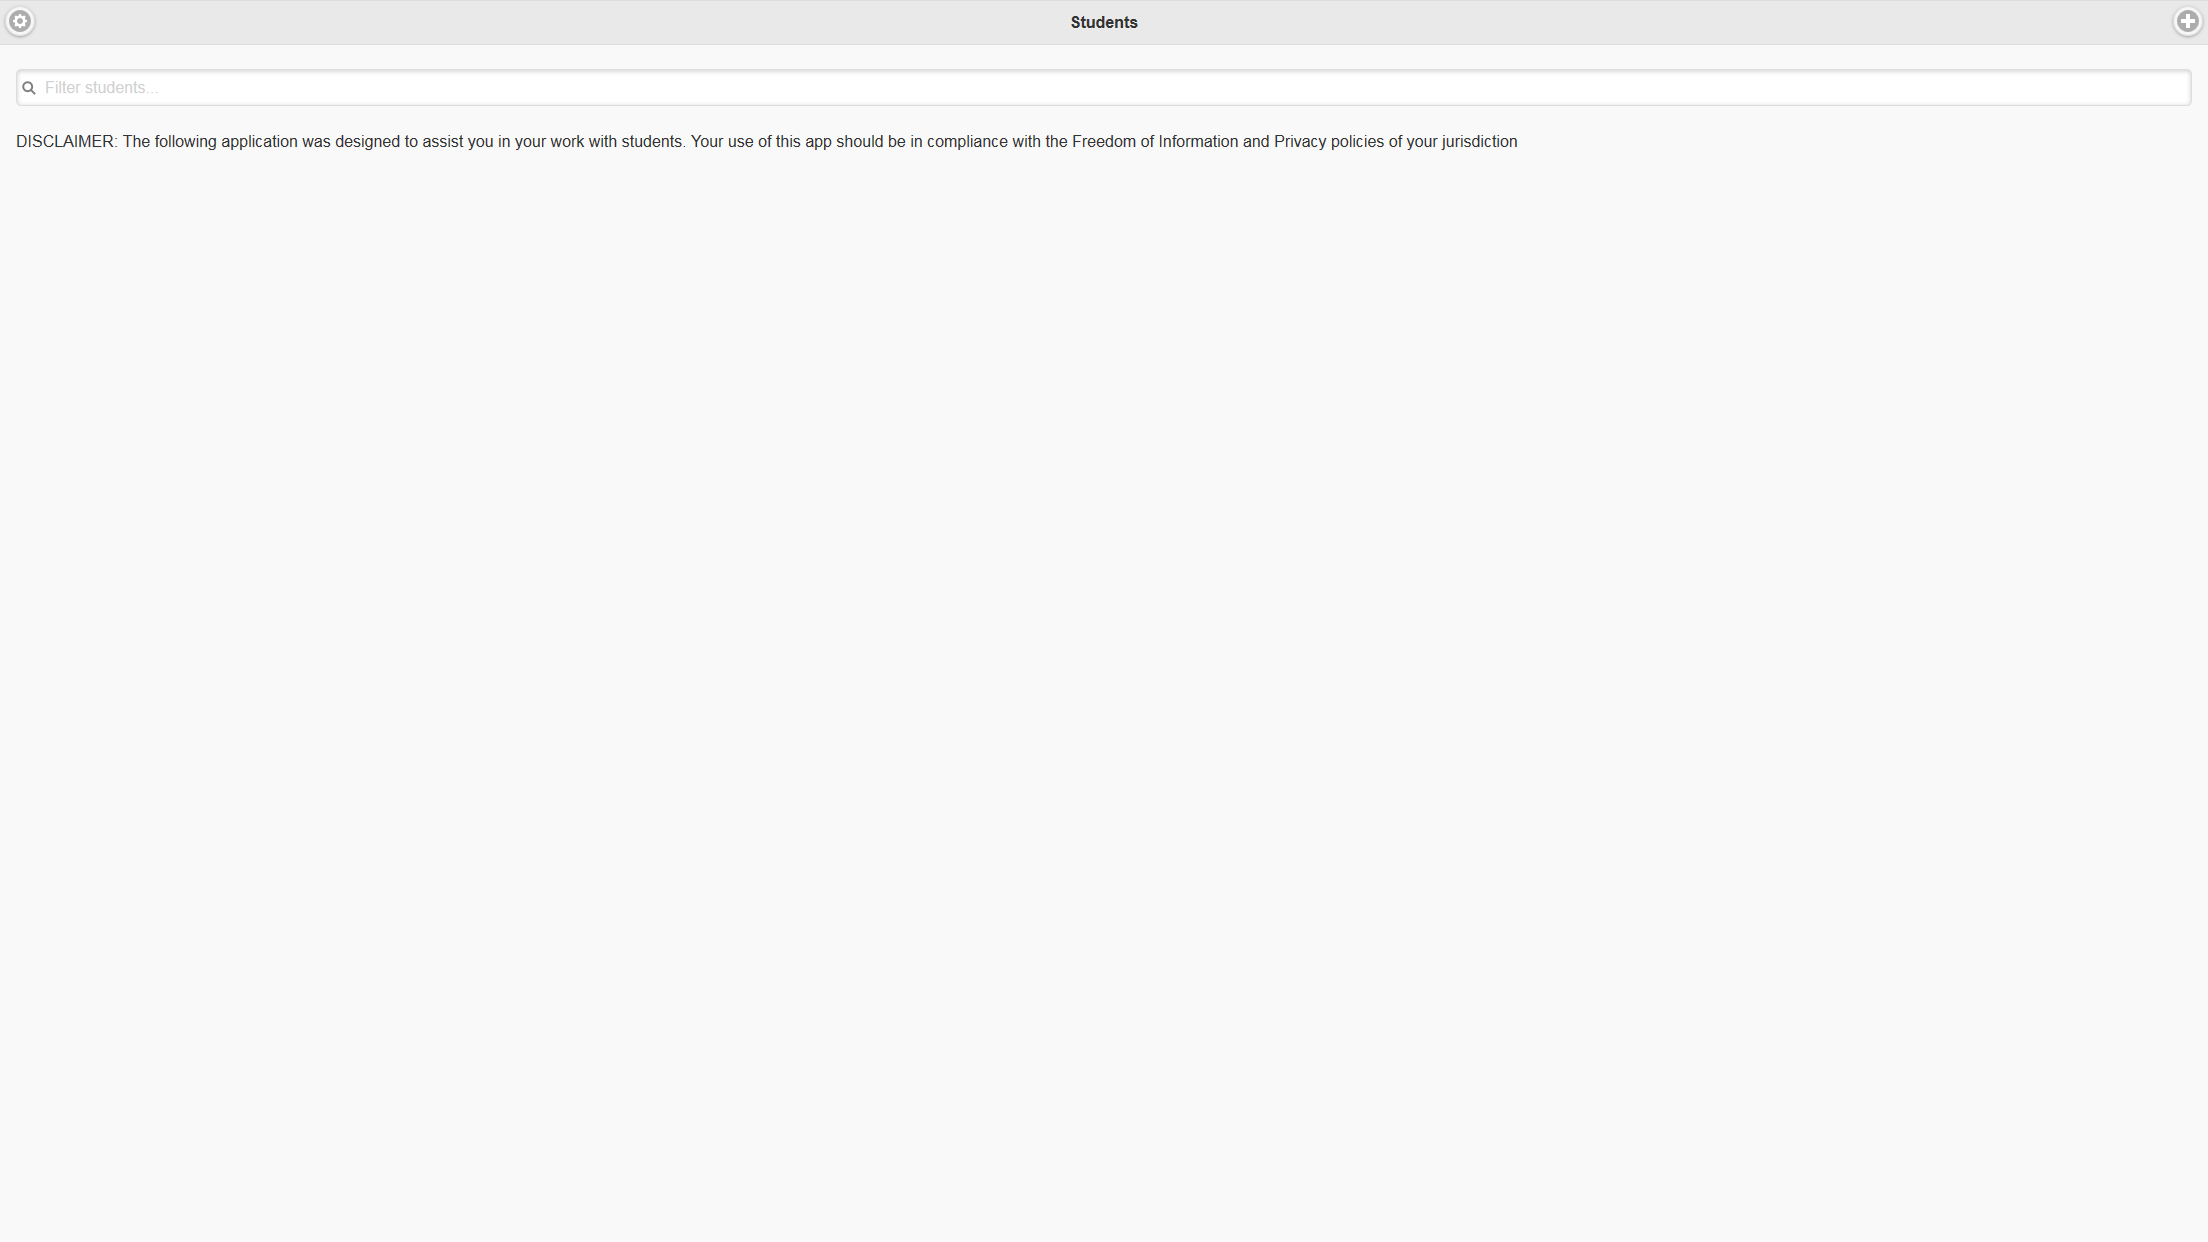 Students
Filter students...
DISCLAIMER: The following application was designed to assist you in your work with students. Your use of this app should be in compliance with the Freedom of Information and Privacy policies of your jurisdiction